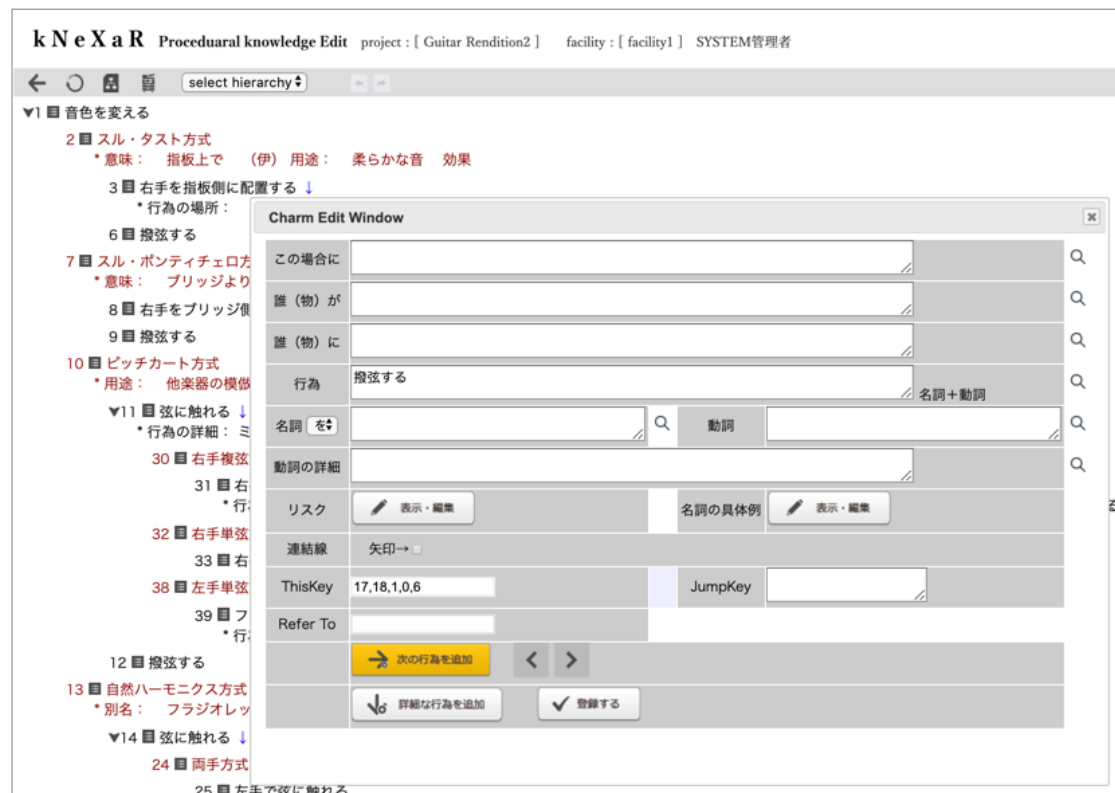 kNeXaR Proceduaral knowledge Edit project : [ Guitar Rendition2 ] facility : [ facility1 ] SYSTEM管理者
select hierarchy
▼1 音色を変える
2 スル・タスト方式
* 意味： 指板上で （伊） 用途： 柔らかな音 効果
3 右手を指板側に配置する ↓
* 行為の場所：
6 撥弦する
7 スル・ポンティチェロ方
* 意味： ブリッジより
8 右手をブリッジ側
9 撥弦する
10 ピッチカート方式
* 用途： 他楽器の模倣
▼11 弦に触れる ↓
* 行為の詳細： ミ
30 右手複弦
31 右
* 行
32 右手単弦
33 右
38 左手単弦
39 フ
* 行
12 撥弦する
13 自然ハーモニクス方式
* 別名： フラジオレッ
▼14 弦に触れる ↓
24 両手方式
25 左手で弦に触れる
Charm Edit Window
この場合に
誰（物）が
誰（物）に
行為 撥弦する 名詞＋動詞
名詞 を 動詞
動詞の詳細
リスク 表示・編集 名詞の具体例 表示・編集
連結線 矢印→
ThisKey 17,18,1,0,6 JumpKey
Refer To
次の行為を追加
詳細な行為を追加 登録する